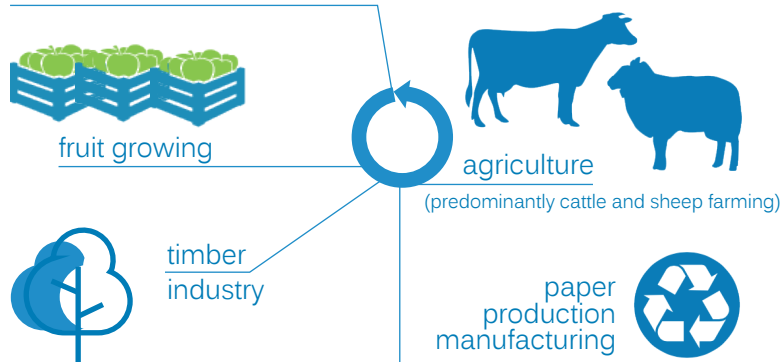 fruit growing
agriculture
(predominantly cattle and sheep farming)
timber
industry
paper
production
manufacturing